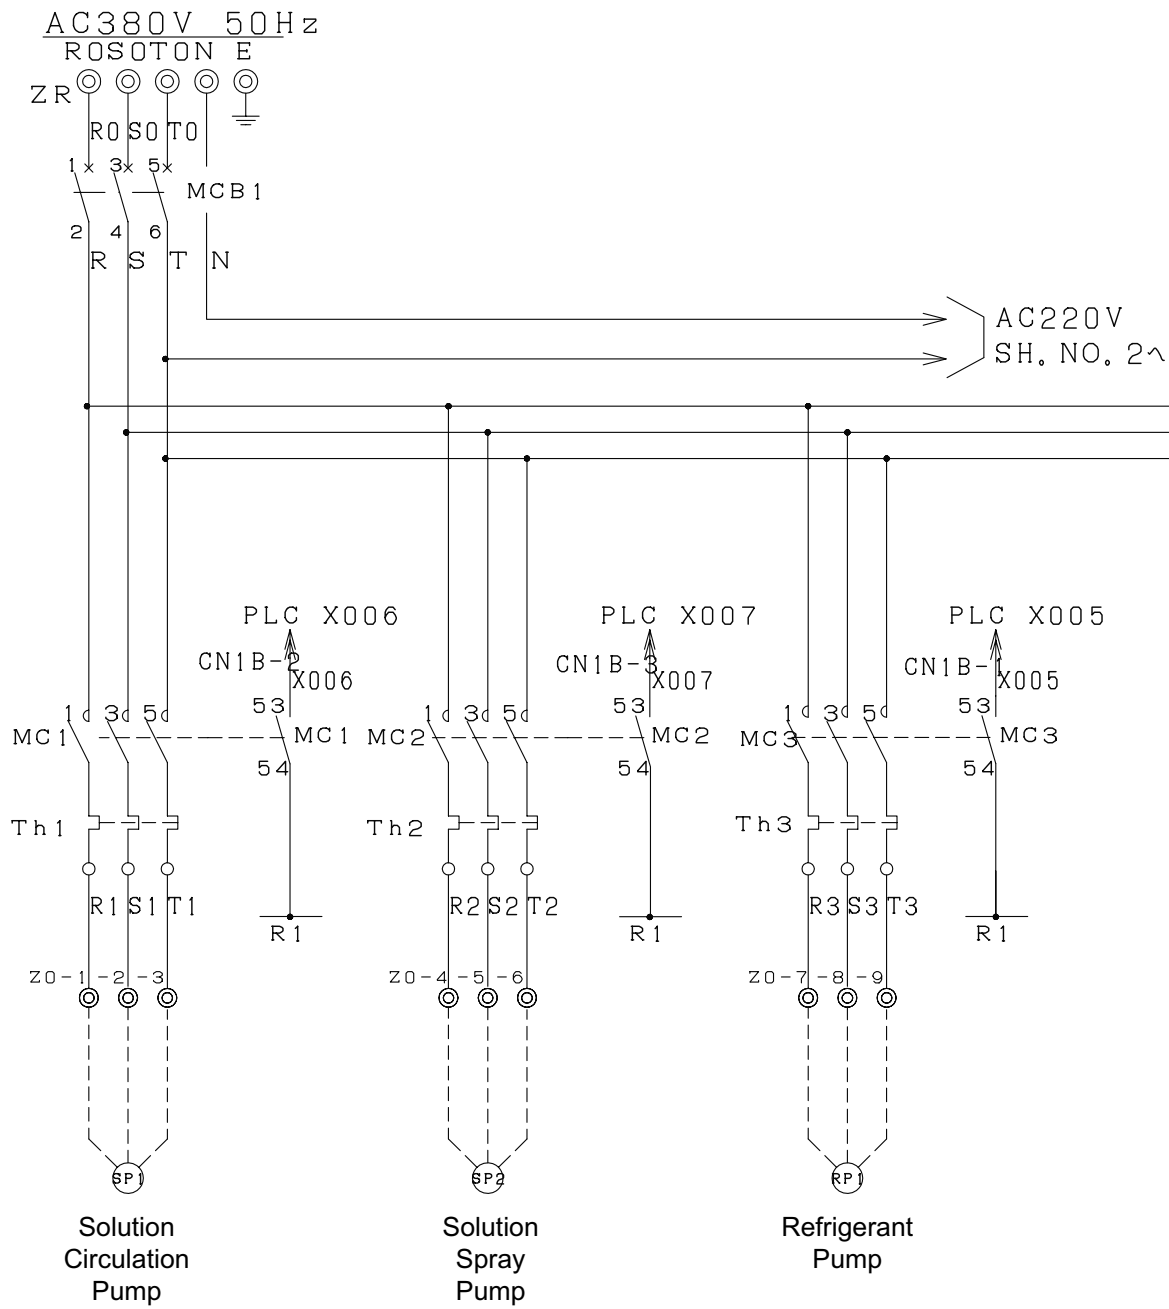 AC380V 50Hz
R0S0T0N E
ZR
R0 S0 T0
1 3 5
MCB1
2 4 6
R S T N
AC220V
SH. NO. 2へ
PLC X006 PLC X007 PLC X005
CN1B-2 CN1B-3 CN1B-1
X006 X007 X005
1 3 5 53 1 3 5 53 1 3 5 53
MC1 MC1 MC2 MC2 MC3 MC3
54 54 54
Th1 Th2 Th3
R1 S1 T1 R2 S2 T2 R3 S3 T3
R1 R1 R1
Z0-1 -2 -3 Z0-4 -5 -6 Z0-7 -8 -9
SP1 SP2 RP1
Solution Circulation Pump
Solution Spray Pump
Refrigerant Pump